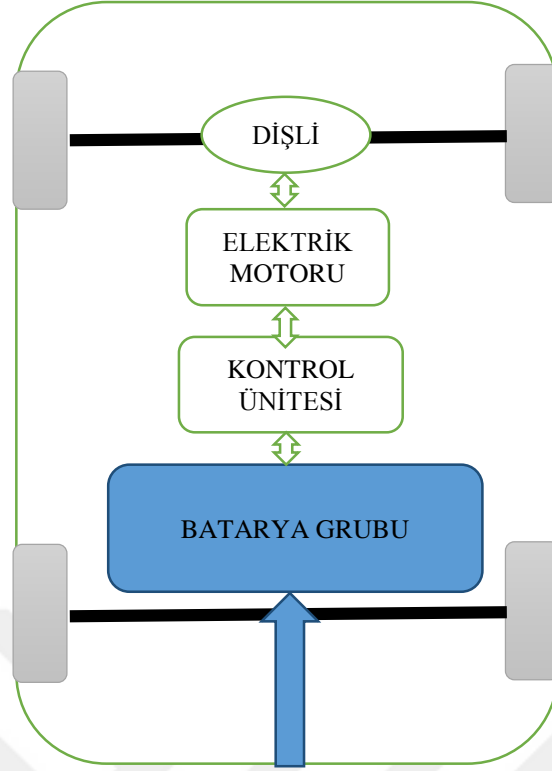 DİŞLİ
ELEKTRİK
MOTORU
KONTROL
ÜNİTESİ
BATARYA GRUBU